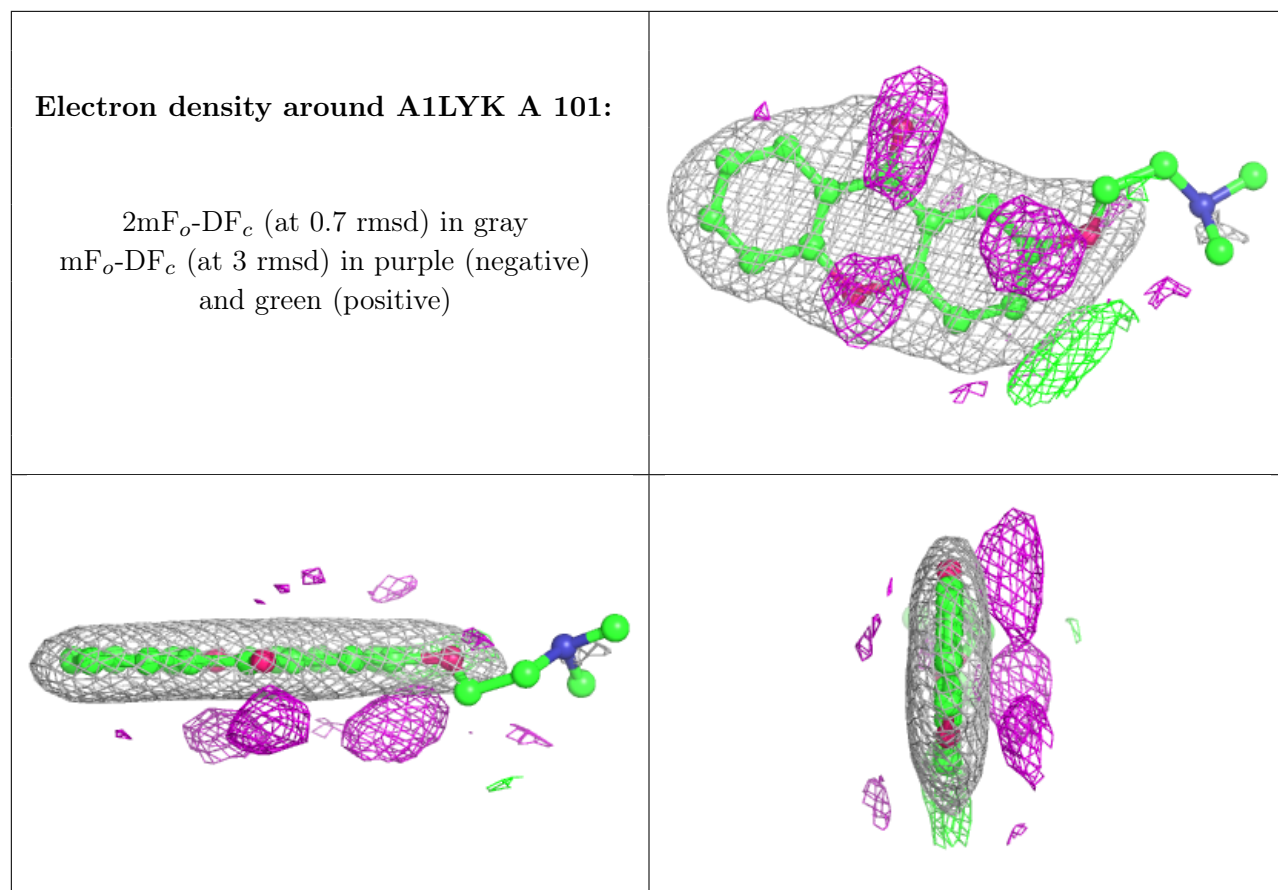 Electron density around A1LYK A 101:
2mFo-DFc (at 0.7 rmsd) in gray
mFo-DFc (at 3 rmsd) in purple (negative)
and green (positive)